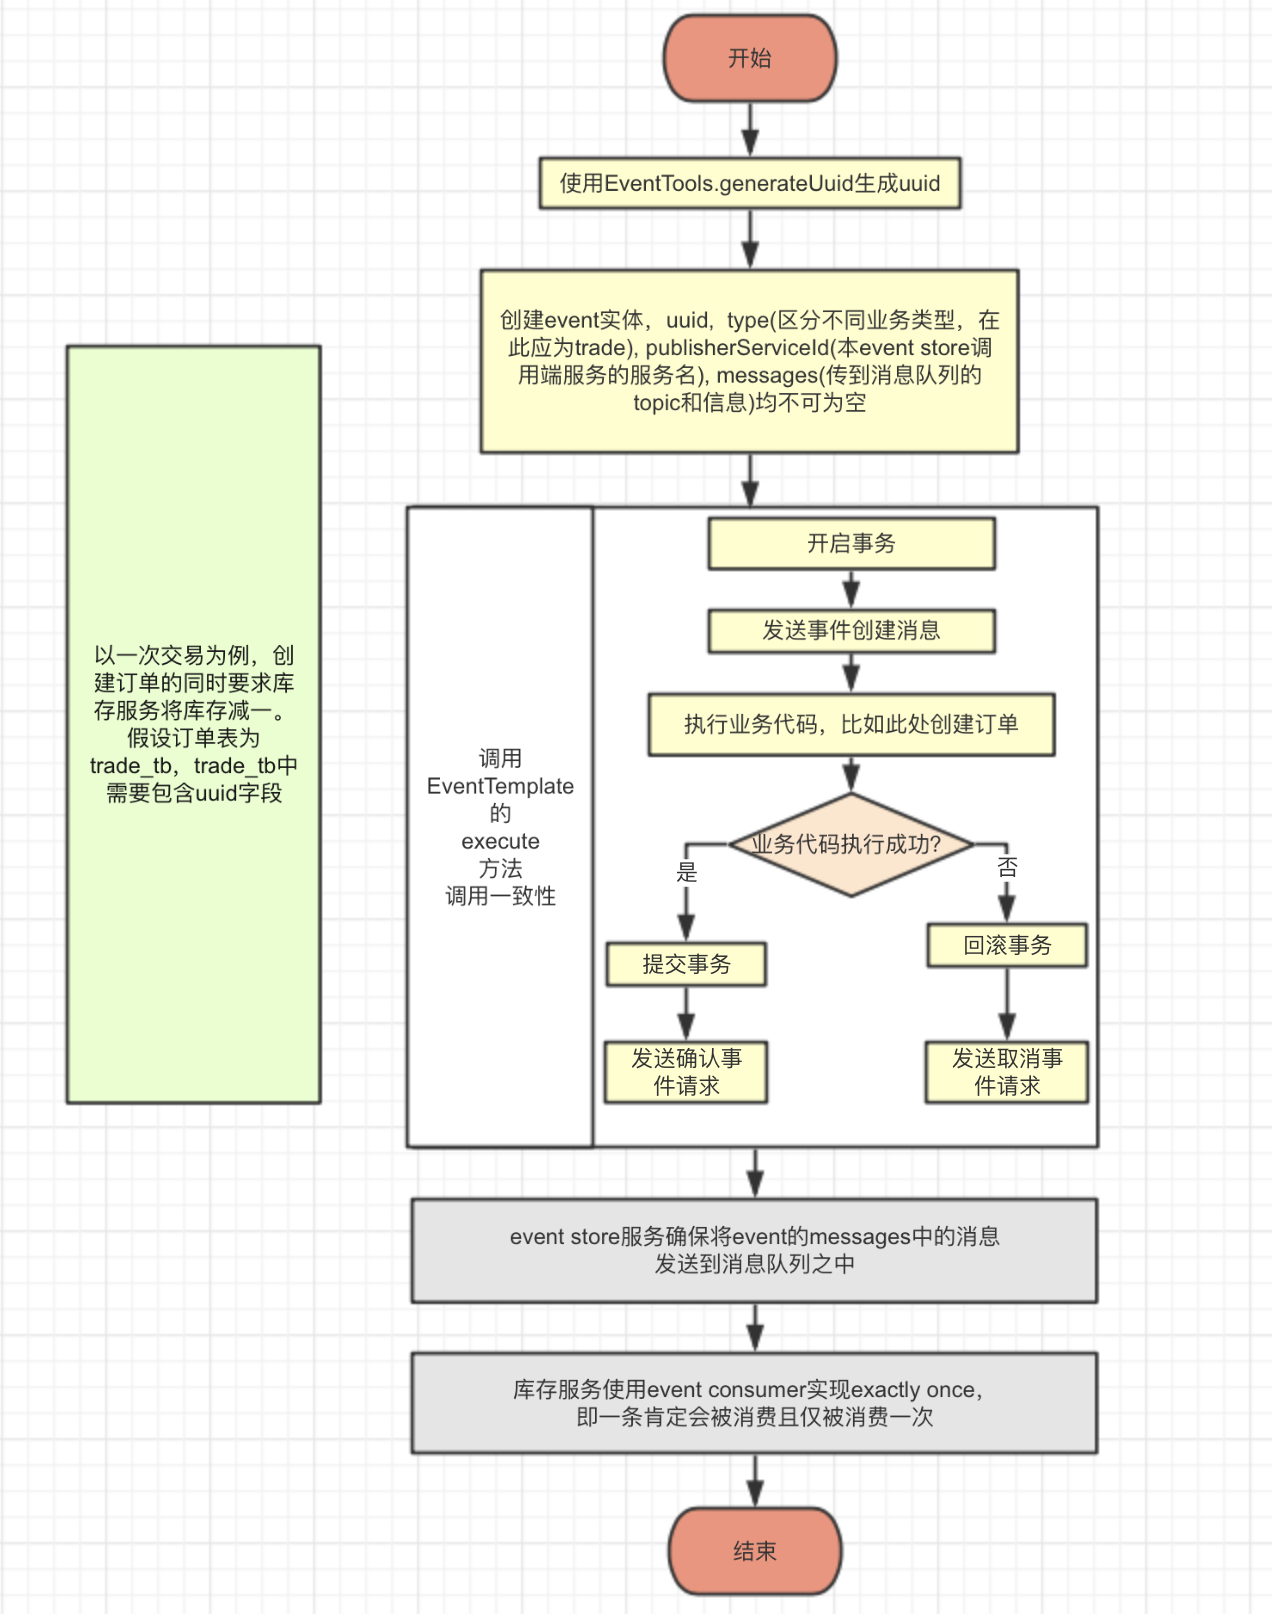 开始
使用EventTools.generateUuid生成uuid
创建event实体，uuid,  type(区分不同业务类型，在
此应为trade), publisherServiceId(本event store调
用端服务的服务名), messages(传到消息队列的
topic和信息)均不可为空
以一次交易为例，创
建订单的同时要求库
存服务将库存减一。
假设订单表为
trade_tb，trade_tb中
需要包含uuid字段
调用
EventTemplate
的
execute
方法
调用一致性
开启事务
发送事件创建消息
执行业务代码，比如此处创建订单
业务代码执行成功?
是
否
提交事务
回滚事务
发送确认事
件请求
发送取消事
件请求
event store服务确保将event的messages中的消息
发送到消息队列之中
库存服务使用event consumer实现exactly once，
即一条肯定会被消费且仅被消费一次
结束